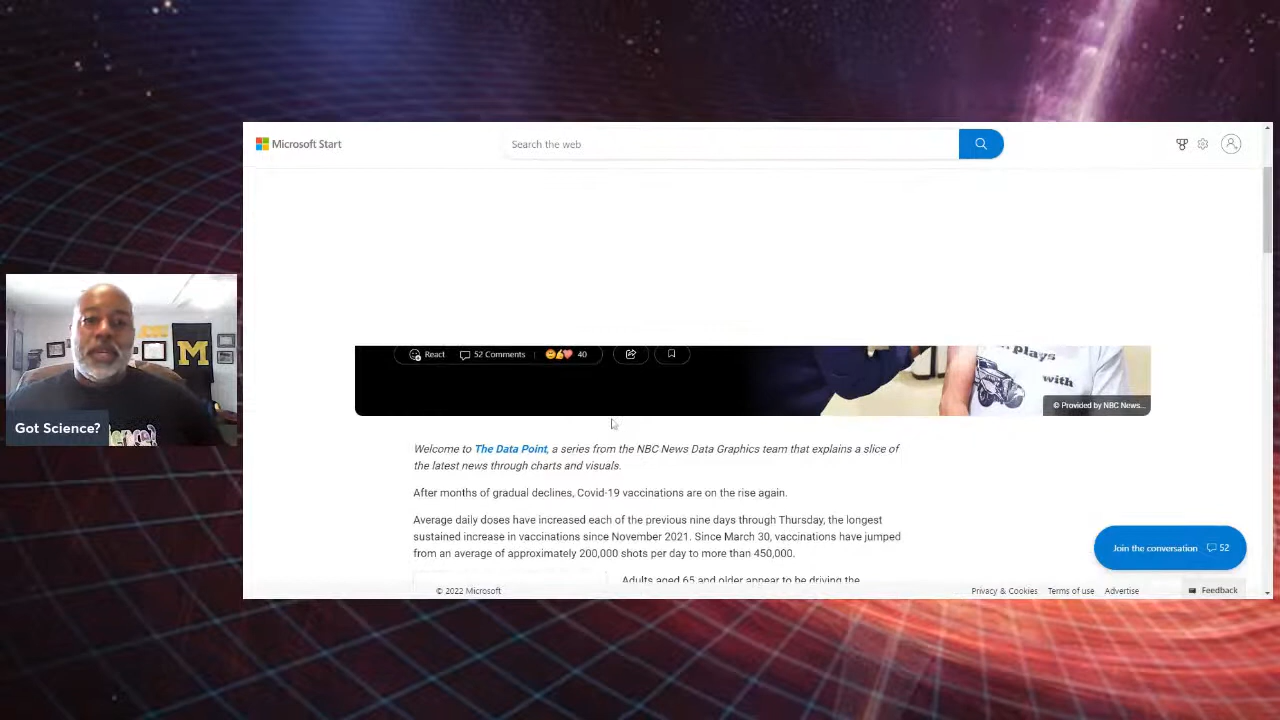 Microsoft Start
Search the web
React
52 Comments
40
plays
with
© Provided by NBC News...
Welcome to The Data Point, a series from the NBC News Data Graphics team that explains a slice of
the latest news through charts and visuals.
After months of gradual declines, Covid-19 vaccinations are on the rise again.
Average daily doses have increased each of the previous nine days through Thursday, the longest
sustained increase in vaccinations since November 2021. Since March 30, vaccinations have jumped
from an average of approximately 200,000 shots per day to more than 450,000.
Adults aged 65 and older appear to be driving the
Join the conversation 52
© 2022 Microsoft
Privacy & Cookies
Terms of use
Advertise
Feedback
M
Got Science?